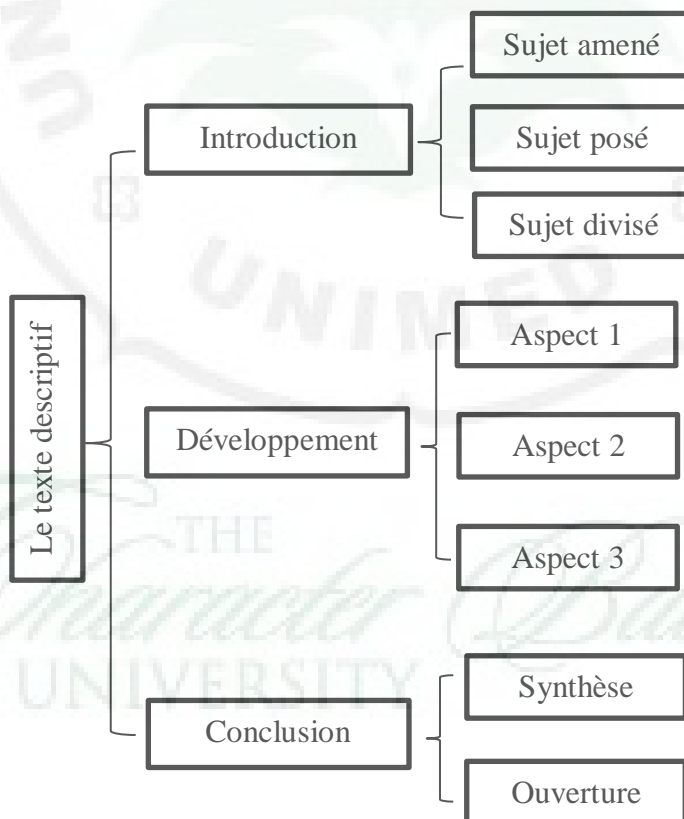 Le texte descriptif
Introduction
Sujet amené
Sujet posé
Sujet divisé
Développement
Aspect 1
Aspect 2
Aspect 3
Conclusion
Synthèse
Ouverture
UNIMED
THE
Character
UNIVERSITY